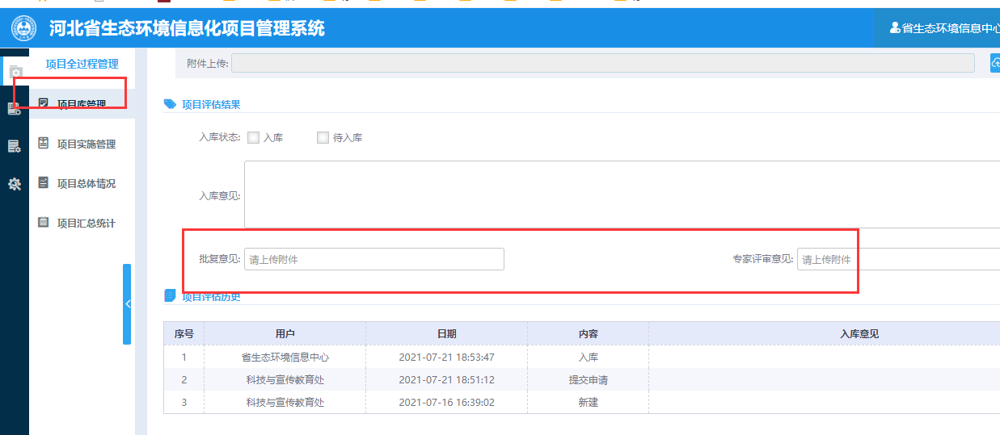 河北省生态环境信息化项目管理系统
省生态环境信息中心
项目全过程管理
附件上传:
项目库管理
项目评估结果
入库状态: 入库 待入库
项目实施管理
项目总体情况
入库意见:
项目汇总统计
批复意见: 请上传附件 专家评审意见: 请上传附件
项目评估历史
序号 用户 日期 内容 入库意见
1 省生态环境信息中心 2021-07-21 18:53:47 入库
2 科技与宣传教育处 2021-07-21 18:51:12 提交申请
3 科技与宣传教育处 2021-07-16 16:39:02 新建